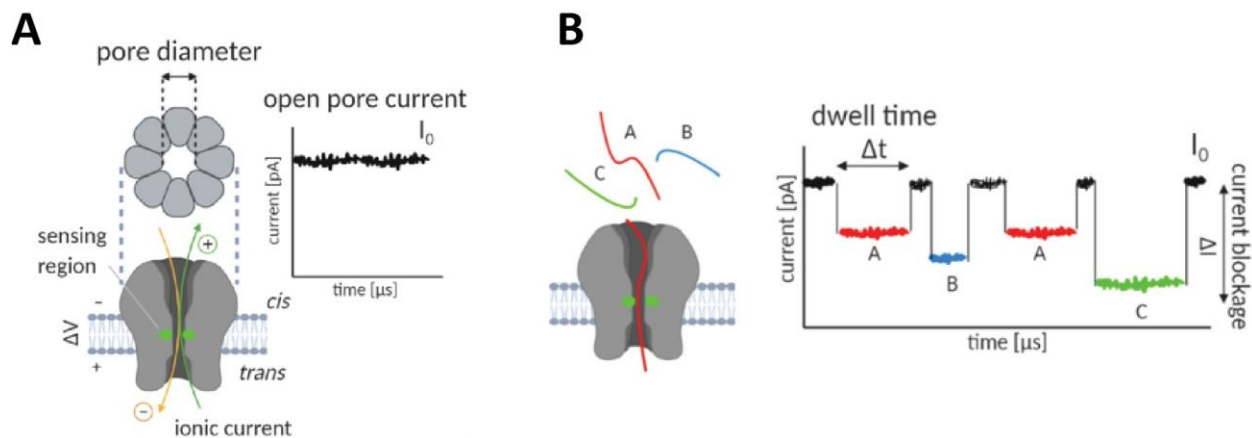 A
pore diameter
open pore current
I₀
current [pA]
time [µs]
sensing
region
+
−
ΔV
+
cis
trans
−
ionic current
B
A
B
C
dwell time
Δt
I₀
current [pA]
A
B
A
C
current blockage
ΔI
time [µs]